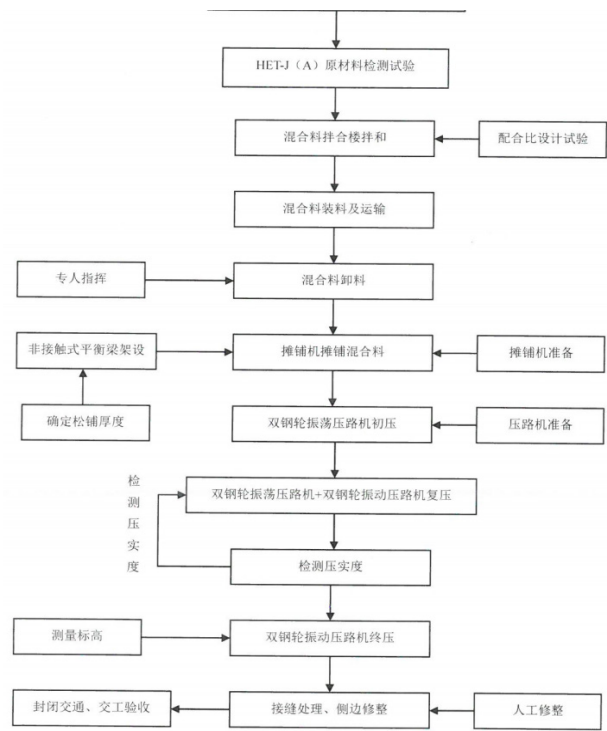 HET-J（A）原材料检测试验
混合料拌合楼拌和
配合比设计试验
混合料装料及运输
专人指挥
混合料卸料
非接触式平衡梁架设
摊铺机摊铺混合料
摊铺机准备
确定松铺厚度
双钢轮振荡压路机初压
压路机准备
检测压实度
双钢轮振荡压路机+双钢轮振动压路机复压
检测压实度
测量标高
双钢轮振动压路机终压
封闭交通、交工验收
接缝处理、侧边修整
人工修整